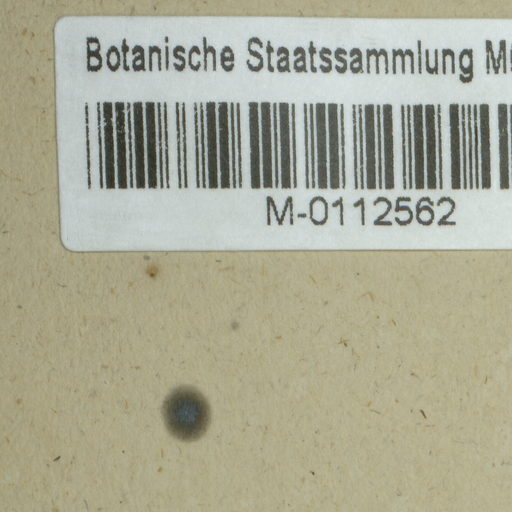 Botanische Staatssammlung
M-0112562